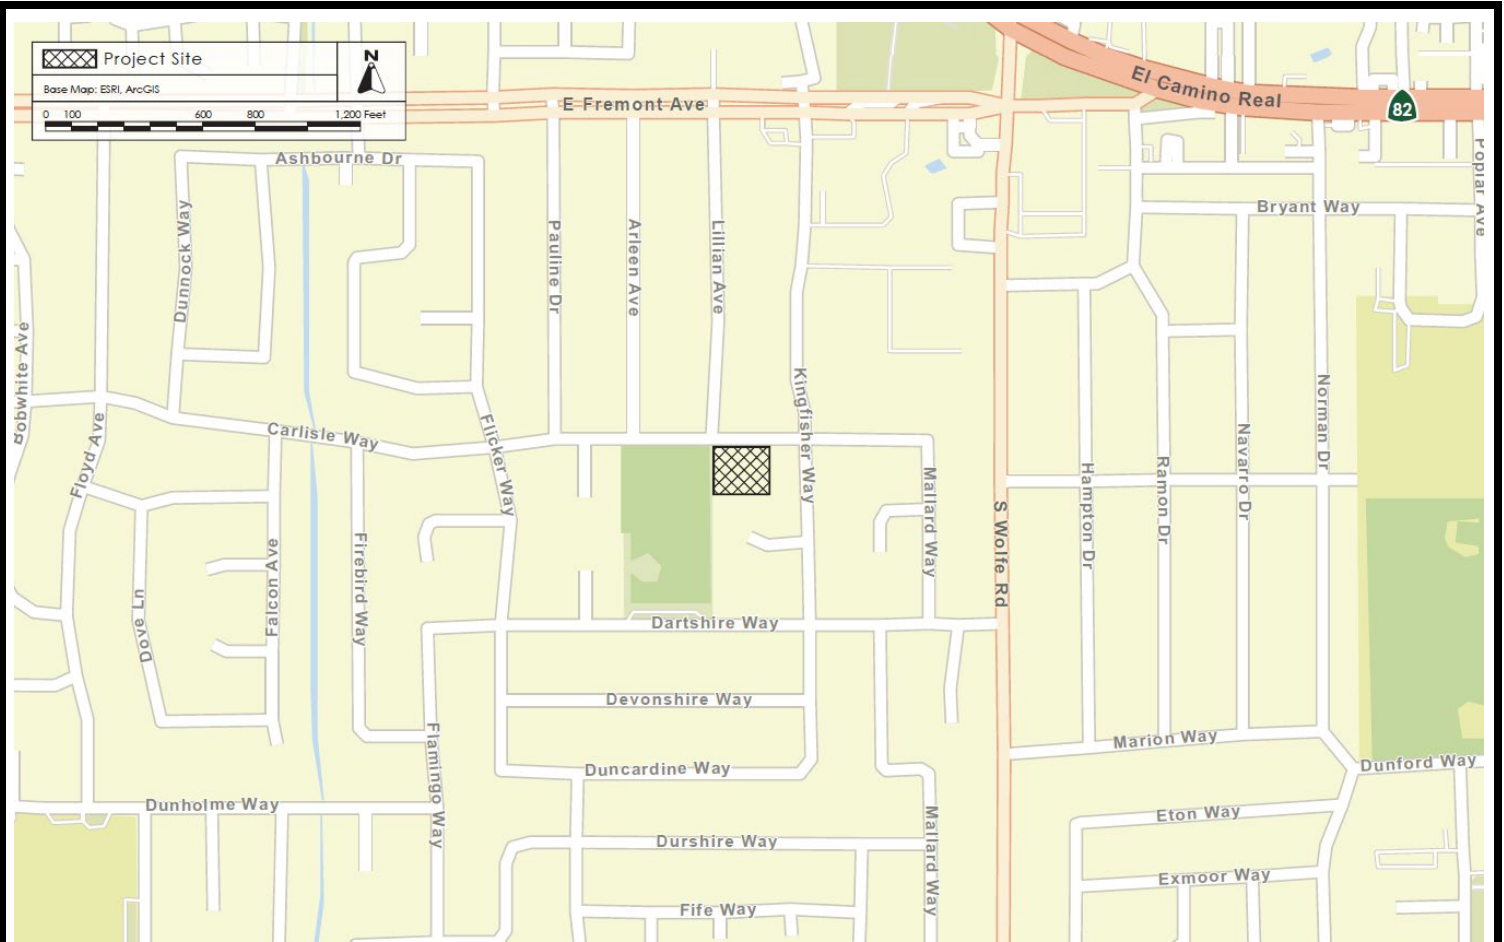 Project Site
N
Base Map: ESRI, ArcGIS
0 100 600 800 1,200 Feet
El Camino Real
82
E Fremont Ave
Ashbourne Dr
Poplar Ave
Bryant Way
Dunnock Way
Pauline Dr
Arleen Ave
Lillian Ave
Bobwhite Ave
Kingfisher Way
Norman Dr
Floyd Ave
Carlisle Way
Flicker Way
Navarro Dr
Hampton Dr
Ramon Dr
Mallard Way
S Wolfe Rd
Firebird Way
Falcon Ave
Dove Ln
Dartshire Way
Devonshire Way
Flamingo Way
Marion Way
Dunford Way
Duncardine Way
Dunholme Way
Eton Way
Mallard Way
Durshire Way
Exmoor Way
Fife Way